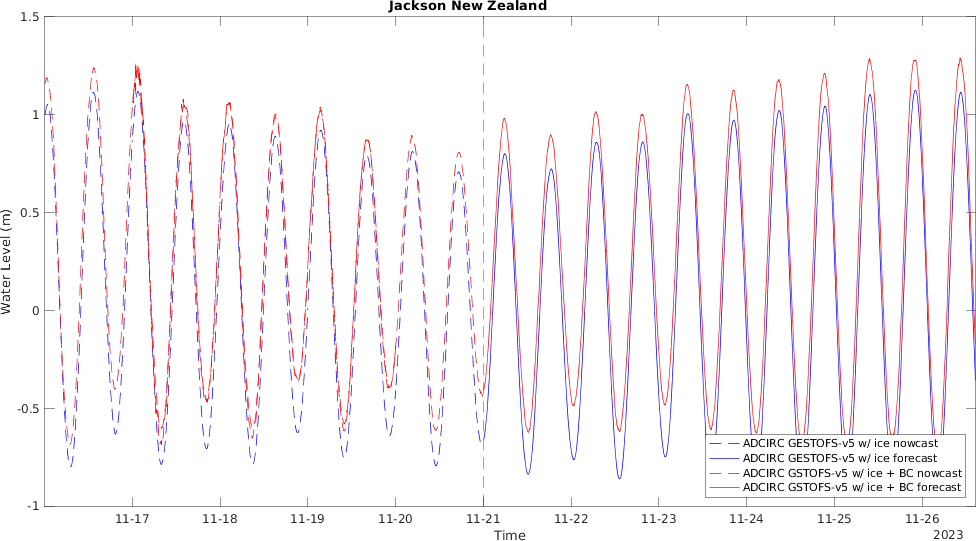 Jackson New Zealand
Water Level (m)
1.5
1
0.5
0
-0.5
-1
11-17 11-18 11-19 11-20 11-21 11-22 11-23 11-24 11-25 11-26
Time
2023
ADCIRC GESTOFS-v5 w/ ice nowcast
ADCIRC GESTOFS-v5 w/ ice forecast
ADCIRC GSTOFS-v5 w/ ice + BC nowcast
ADCIRC GSTOFS-v5 w/ ice + BC forecast